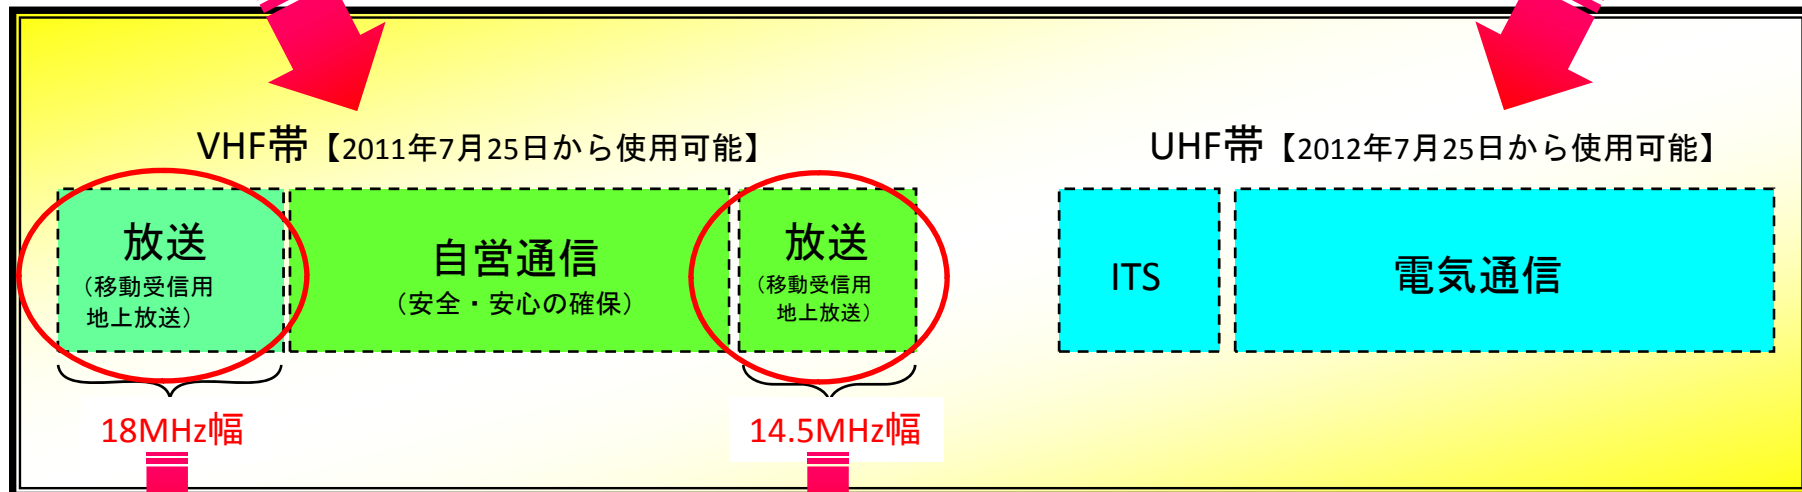 VHF帯【2011年7月25日から使用可能】
UHF帯【2012年7月25日から使用可能】
放送
（移動受信用
地上放送）
自営通信
（安全・安心の確保）
放送
（移動受信用
地上放送）
ITS
電気通信
18MHz幅
14.5MHz幅